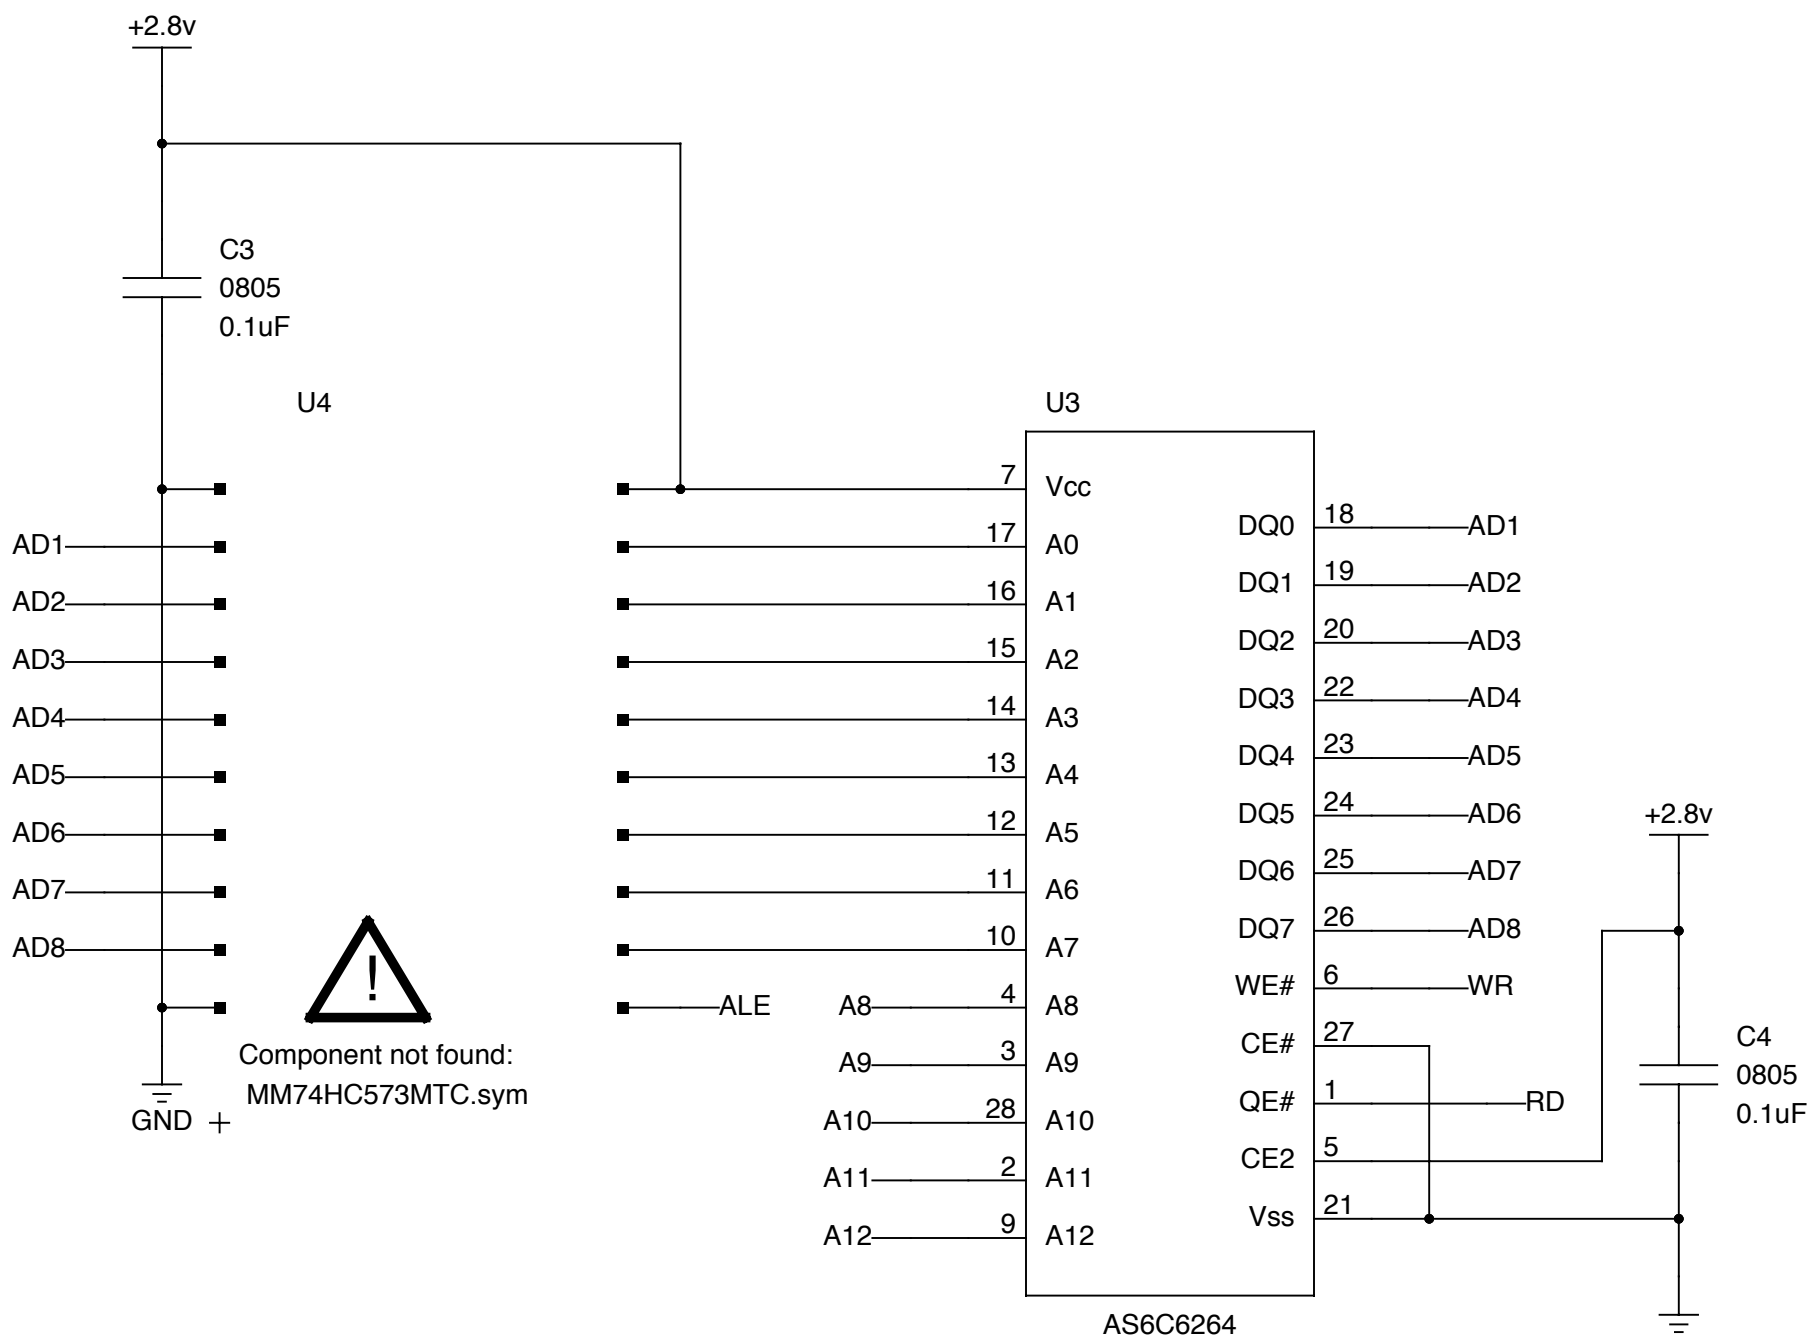 +2.8v
C3
0805
0.1uF
U4
U3
7 Vcc
DQ0 18 AD1
AD1
17 A0
DQ1 19 AD2
AD2
16 A1
DQ2 20 AD3
AD3
15 A2
DQ3 22 AD4
AD4
14 A3
DQ4 23 AD5
AD5
13 A4
DQ5 24 AD6
+2.8v
AD6
12 A5
DQ6 25 AD7
AD7
11 A6
DQ7 26 AD8
AD8
10 A7
WE# 6 WR
!
ALE
A8 4 A8
CE# 27
C4
0805
0.1uF
Component not found:
MM74HC573MTC.sym
A9 3 A9
QE# 1 RD
GND
A10 28 A10
CE2 5
A11 2 A11
Vss 21
A12 9 A12
AS6C6264